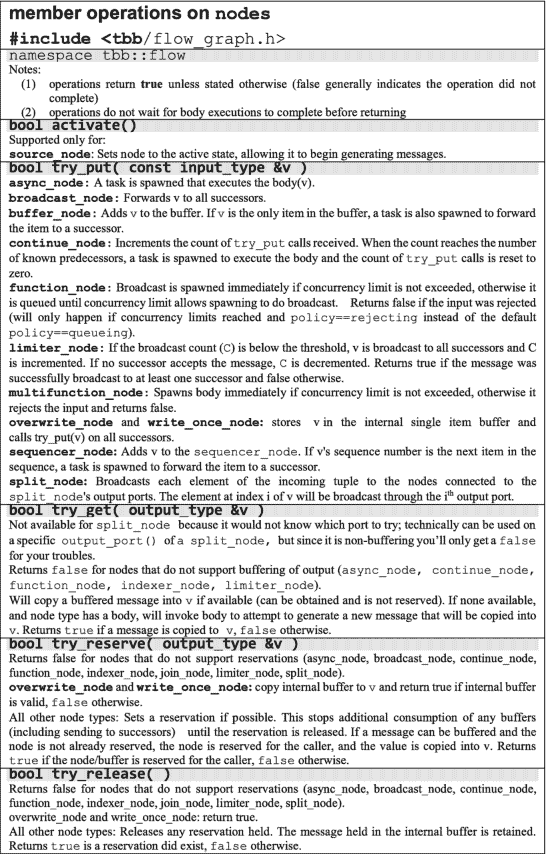 member operations on nodes
#include <tbb/flow_graph.h>
namespace tbb::flow
Notes:
(1) operations return true unless stated otherwise (false generally indicates the operation did not
complete)
(2) operations do not wait for body executions to complete before returning
bool activate()
Supported only for:
source_node: Sets node to the active state, allowing it to begin generating messages.
bool try_put( const input_type &v )
async_node: A task is spawned that executes the body(v).
broadcast_node: Forwards v to all successors.
buffer_node: Adds v to the buffer. If v is the only item in the buffer, a task is also spawned to forward
the item to a successor.
continue_node: Increments the count of try_put calls received. When the count reaches the number
of known predecessors, a task is spawned to execute the body and the count of try_put calls is reset to
zero.
function_node: Broadcast is spawned immediately if concurrency limit is not exceeded, otherwise it
is queued until concurrency limit allows spawning to do broadcast. Returns false if the input was rejected
(will only happen if concurrency limits reached and policy==rejecting instead of the default
policy==queueing).
limiter_node: If the broadcast count (C) is below the threshold, v is broadcast to all successors and C
is incremented. If no successor accepts the message, C is decremented. Returns true if the message was
successfully broadcast to at least one successor and false otherwise.
multifunction_node: Spawns body immediately if concurrency limit is not exceeded, otherwise it
rejects the input and returns false.
overwrite_node and write_once_node: stores v in the internal single item buffer and
calls try_put(v) on all successors.
sequencer_node: Adds v to the sequencer_node. If v's sequence number is the next item in the
sequence, a task is spawned to forward the item to a successor.
split_node: Broadcasts each element of the incoming tuple to the nodes connected to the
split_node's output ports. The element at index i of v will be broadcast through the iᵗʰ output port.
bool try_get( output_type &v )
Not available for split_node because it would not know which port to try; technically can be used on
a specific output_port() of a split_node, but since it is non-buffering you'll only get a false
for your troubles.
Returns false for nodes that do not support buffering of output (async_node, continue_node,
function_node, indexer_node, limiter_node).
Will copy a buffered message into v if available (can be obtained and is not reserved). If none available,
and node type has a body, will invoke body to attempt to generate a new message that will be copied into
v. Returns true if a message is copied to v, false otherwise.
bool try_reserve( output_type &v )
Returns false for nodes that do not support reservations (async_node, broadcast_node, continue_node,
function_node, indexer_node, join_node, limiter_node, split_node).
overwrite_node and write_once_node: copy internal buffer to v and return true if internal buffer
is valid, false otherwise.
All other node types: Sets a reservation if possible. This stops additional consumption of any buffers
(including sending to successors) until the reservation is released. If a message can be buffered and the
node is not already reserved, the node is reserved for the caller, and the value is copied into v. Returns
true if the node/buffer is reserved for the caller, false otherwise.
bool try_release( )
Returns false for nodes that do not support reservations (async_node, broadcast_node, continue_node,
function_node, indexer_node, join_node, limiter_node, split_node).
overwrite_node and write_once_node: return true.
All other node types: Releases any reservation held. The message held in the internal buffer is retained.
Returns true is a reservation did exist, false otherwise.